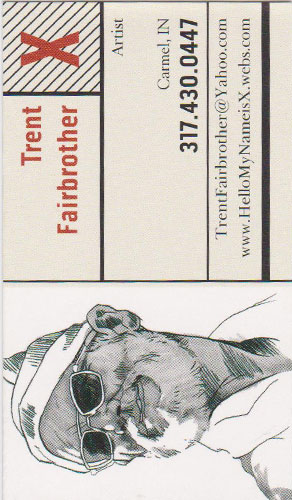 X
Trent
Fairbrother
Artist
Carmel, IN
317.430.0447
TrentFairbrother@Yahoo.com
www.HelloMyNameisX.webs.com